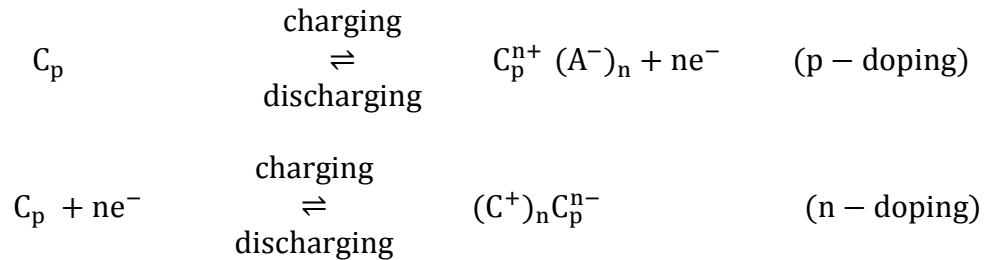 charging
C_p ⇌ C_p^{n+} (A^−)_n + ne^− (p − doping)
discharging
charging
C_p + ne^− ⇌ (C^+)_n C_p^{n−} (n − doping)
discharging